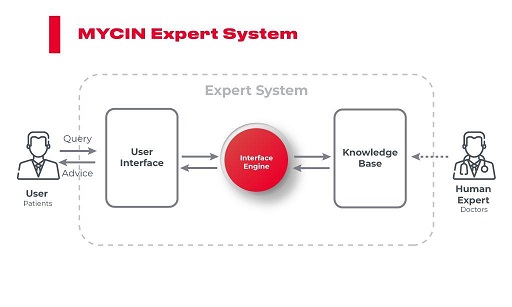 MYCIN Expert System
Expert System
Query
Advice
User
Patients
User
Interface
Interface
Engine
Knowledge
Base
Human
Expert
Doctors